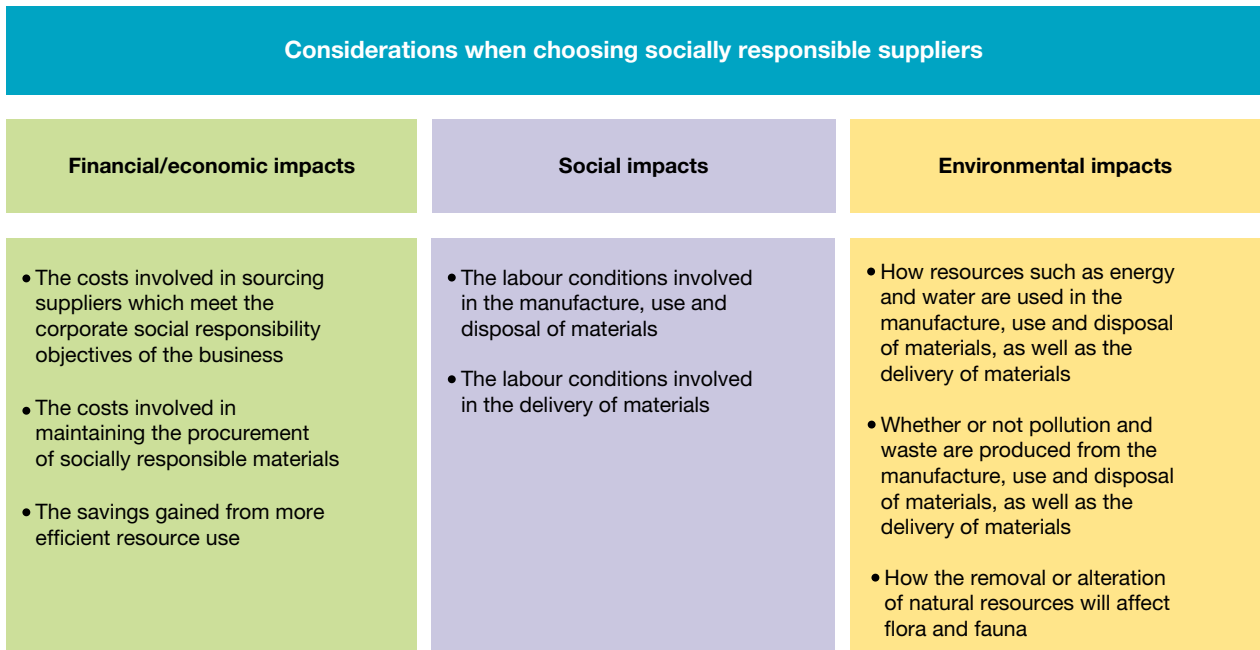 Considerations when choosing socially responsible suppliers
Financial/economic impacts
• The costs involved in sourcing
suppliers which meet the
corporate social responsibility
objectives of the business
• The costs involved in
maintaining the procurement
of socially responsible materials
• The savings gained from more
efficient resource use
Social impacts
• The labour conditions involved
in the manufacture, use and
disposal of materials
• The labour conditions involved
in the delivery of materials
Environmental impacts
• How resources such as energy
and water are used in the
manufacture, use and disposal
of materials, as well as the
delivery of materials
• Whether or not pollution and
waste are produced from the
manufacture, use and disposal
of materials, as well as the
delivery of materials
• How the removal or alteration
of natural resources will affect
flora and fauna